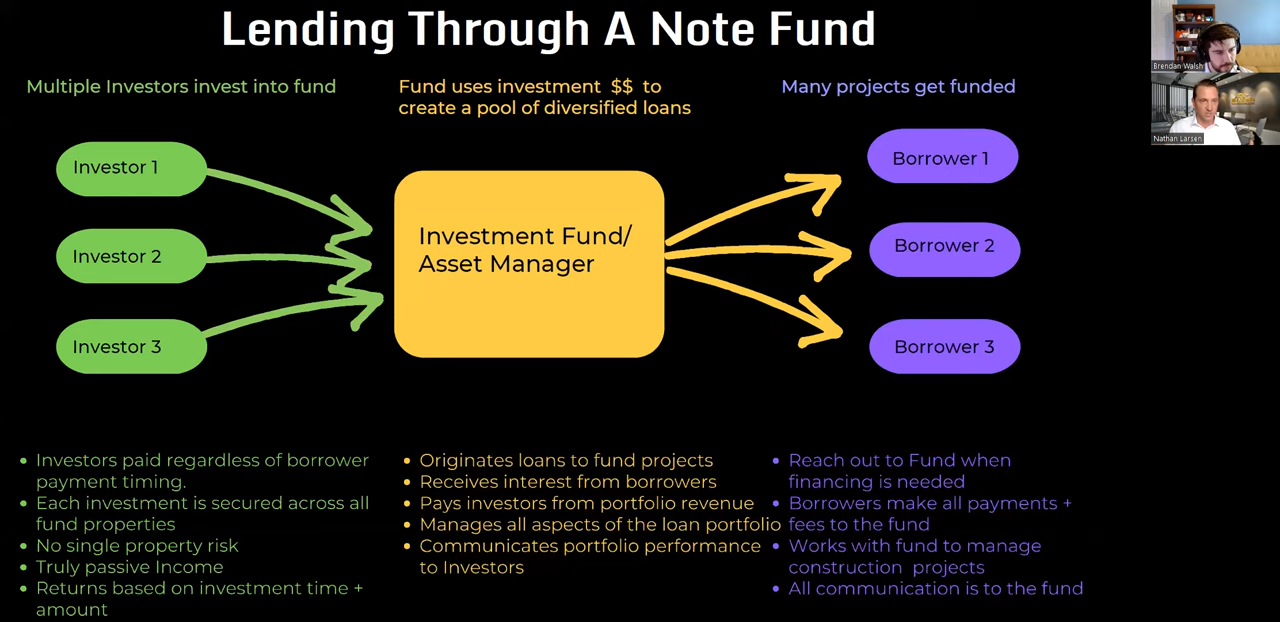 Lending Through A Note Fund
Multiple Investors invest into fund
Fund uses investment $$ to
create a pool of diversified loans
Many projects get funded
Investor 1
Investor 2
Investor 3
Investment Fund/
Asset Manager
Borrower 1
Borrower 2
Borrower 3
• Investors paid regardless of borrower
payment timing.
• Each investment is secured across all
fund properties
• No single property risk
• Truly passive Income
• Returns based on investment time +
amount
• Originates loans to fund projects
• Receives interest from borrowers
• Pays investors from portfolio revenue
• Manages all aspects of the loan portfolio
• Communicates portfolio performance
to Investors
• Reach out to Fund when
financing is needed
• Borrowers make all payments +
fees to the fund
• Works with fund to manage
construction projects
• All communication is to the fund
Brendan Walsh
Nathan Larsen